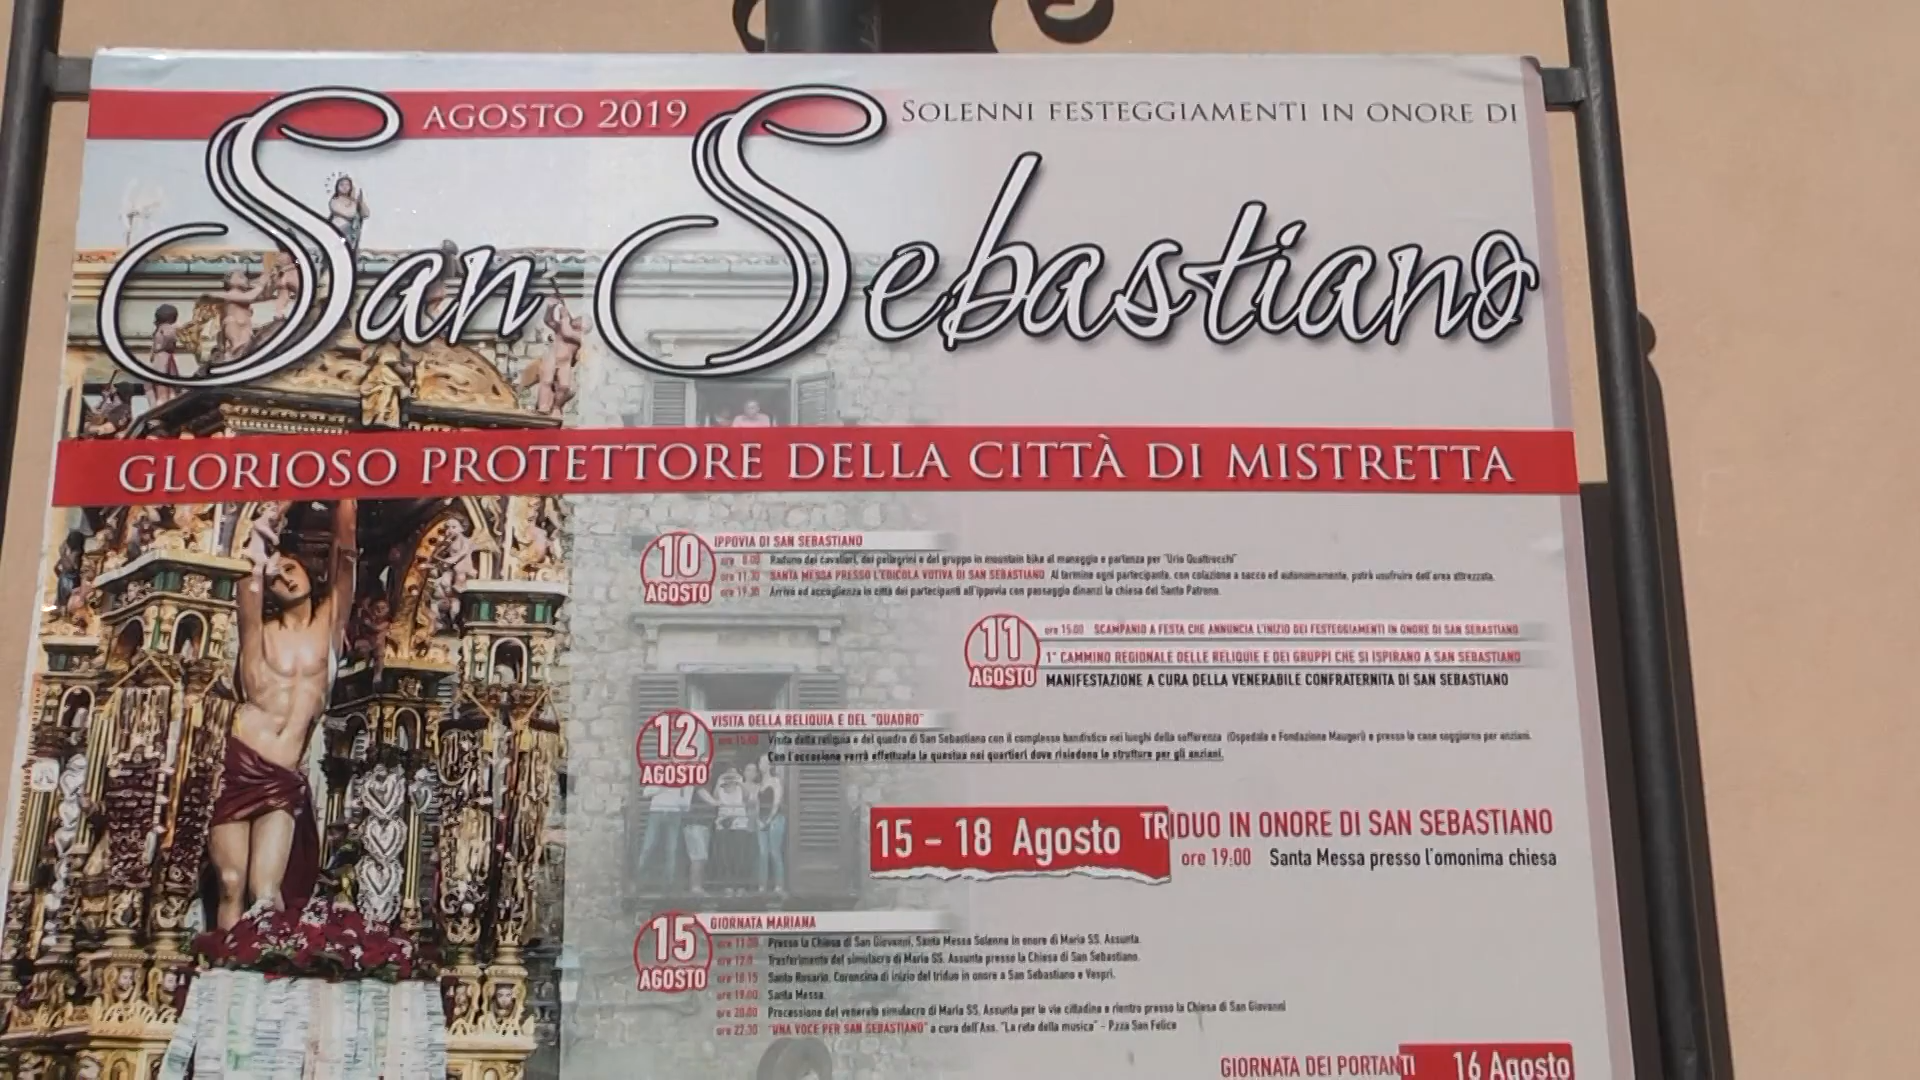 AGOSTO 2019
SOLENNI FESTEGGIAMENTI IN ONORE DI
San Sebastiano
GLORIOSO PROTETTORE DELLA CITTÀ DI MISTRETTA
10 AGOSTO
IPPOVIA DI SAN SEBASTIANO
ore 8.00 Raduno dei cavalieri, dei pellegrini e del gruppo in mountain bike al maneggio e partenza per "Urio Quattrocchi"
ore 11.30 SANTA MESSA PRESSO L'EDICOLA VOTIVA DI SAN SEBASTIANO Al termine ogni partecipante, con colazione a sacco ed autonomamente, potrà usufruire dell'area attrezzata.
ore 19.30 Arrivo ed accoglienza in città dei partecipanti all'ippovia con passaggio dinanzi la chiesa del Santo Patrono.
11 AGOSTO
ore 15.00 SCAMPANIO A FESTA CHE ANNUNCIA L'INIZIO DEI FESTEGGIAMENTI IN ONORE DI SAN SEBASTIANO
1° CAMMINO REGIONALE DELLE RELIQUIE E DEI GRUPPI CHE SI ISPIRANO A SAN SEBASTIANO
MANIFESTAZIONE A CURA DELLA VENERABILE CONFRATERNITA DI SAN SEBASTIANO
12 AGOSTO
VISITA DELLA RELIQUIA E DEL "QUADRO"
ore 15.00 Visita della reliquia e del quadro di San Sebastiano con il complesso bandistico nei luoghi della sofferenza (Ospedale e Fondazione Maugeri) e presso le case soggiorno per anziani.
Con l'occasione verrà effettuata la questua nei quartieri dove risiedono le strutture per gli anziani.
15 - 18 Agosto TRIDUO IN ONORE DI SAN SEBASTIANO
ore 19:00 Santa Messa presso l'omonima chiesa
15 AGOSTO
GIORNATA MARIANA
ore 11.00 Presso la Chiesa di San Giovanni, Santa Messa Solenne in onore di Maria SS. Assunta.
ore 12.0 Trasferimento del simulacro di Maria SS. Assunta presso la Chiesa di San Sebastiano.
ore 18.15 Santo Rosario, Coroncina di inizio del triduo in onore a San Sebastiano e Vespri.
ore 19.00 Santa Messa.
ore 20.00 Processione del venerato simulacro di Maria SS. Assunta per le vie cittadine e rientro presso la Chiesa di San Giovanni
ore 22.30 "UNA VOCE PER SAN SEBASTIANO" a cura dell'Ass. "La rete della musica" - P.zza San Felice
GIORNATA DEI PORTANTI 16 Agosto